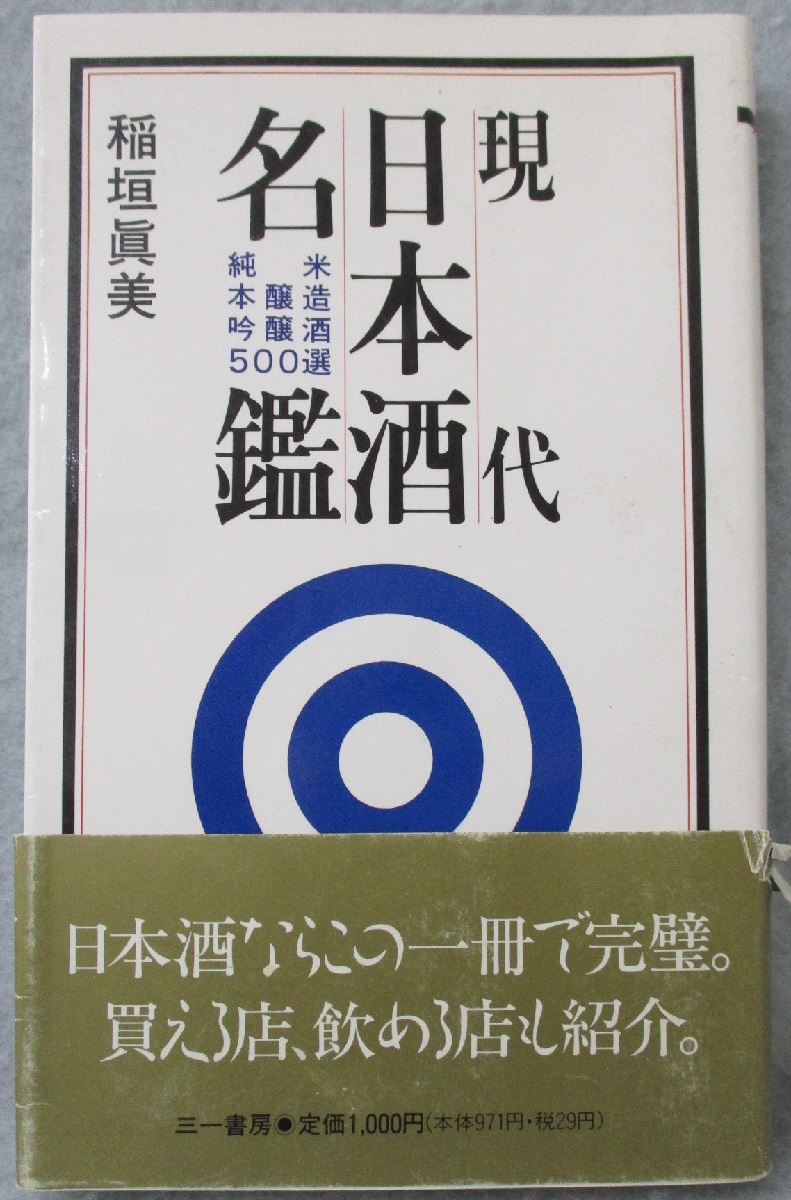 現代
日本酒
名鑑
純米
本醸造
吟醸酒
500選
稲垣眞美
日本酒ならこの一冊で完璧。
買える店、飲める店も紹介。
三一書房●定価1,000円(本体971円・税29円)